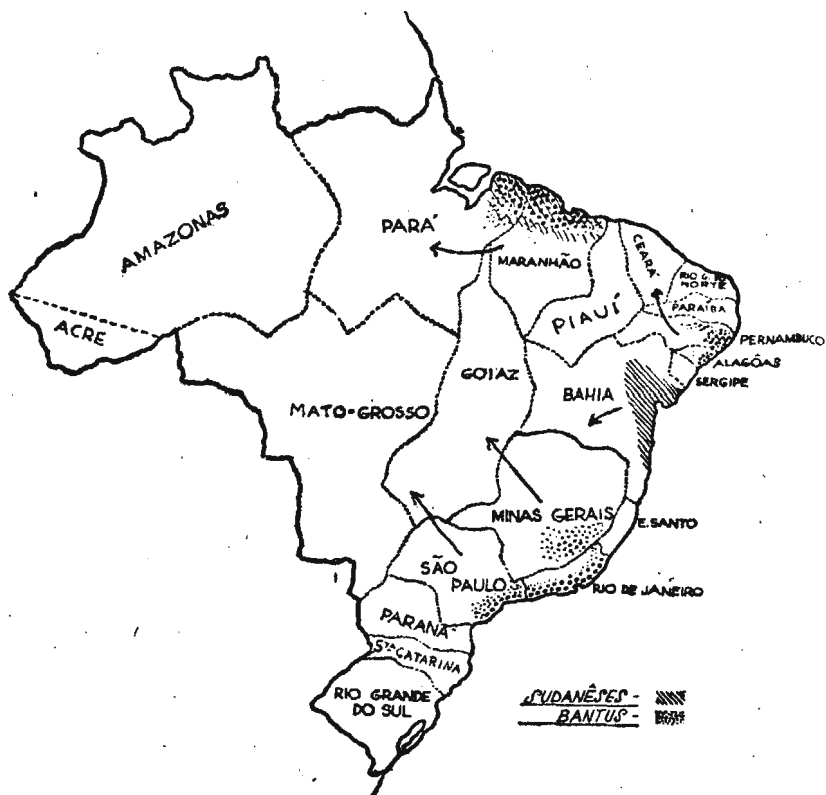 AMAZONAS
ACRE
PARÁ
MARANHÃO
CEARÁ
RIO G. DO
NORTE
PARAÍBA
PIAUÍ
PERNAMBUCO
ALAGÔAS
SERGIPE
GOIAZ
BAHIA
MATO-GROSSO
MINAS GERAIS
E. SANTO
SÃO
PAULO
RIO DE JANEIRO
PARANÁ
STA CATARINA
RIO GRANDE
DO SUL
SUDANÊSES -
BANTUS -